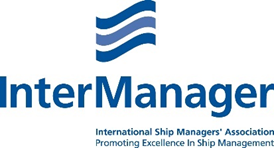 InterManager
International Ship Managers' Association
Promoting Excellence In Ship Management